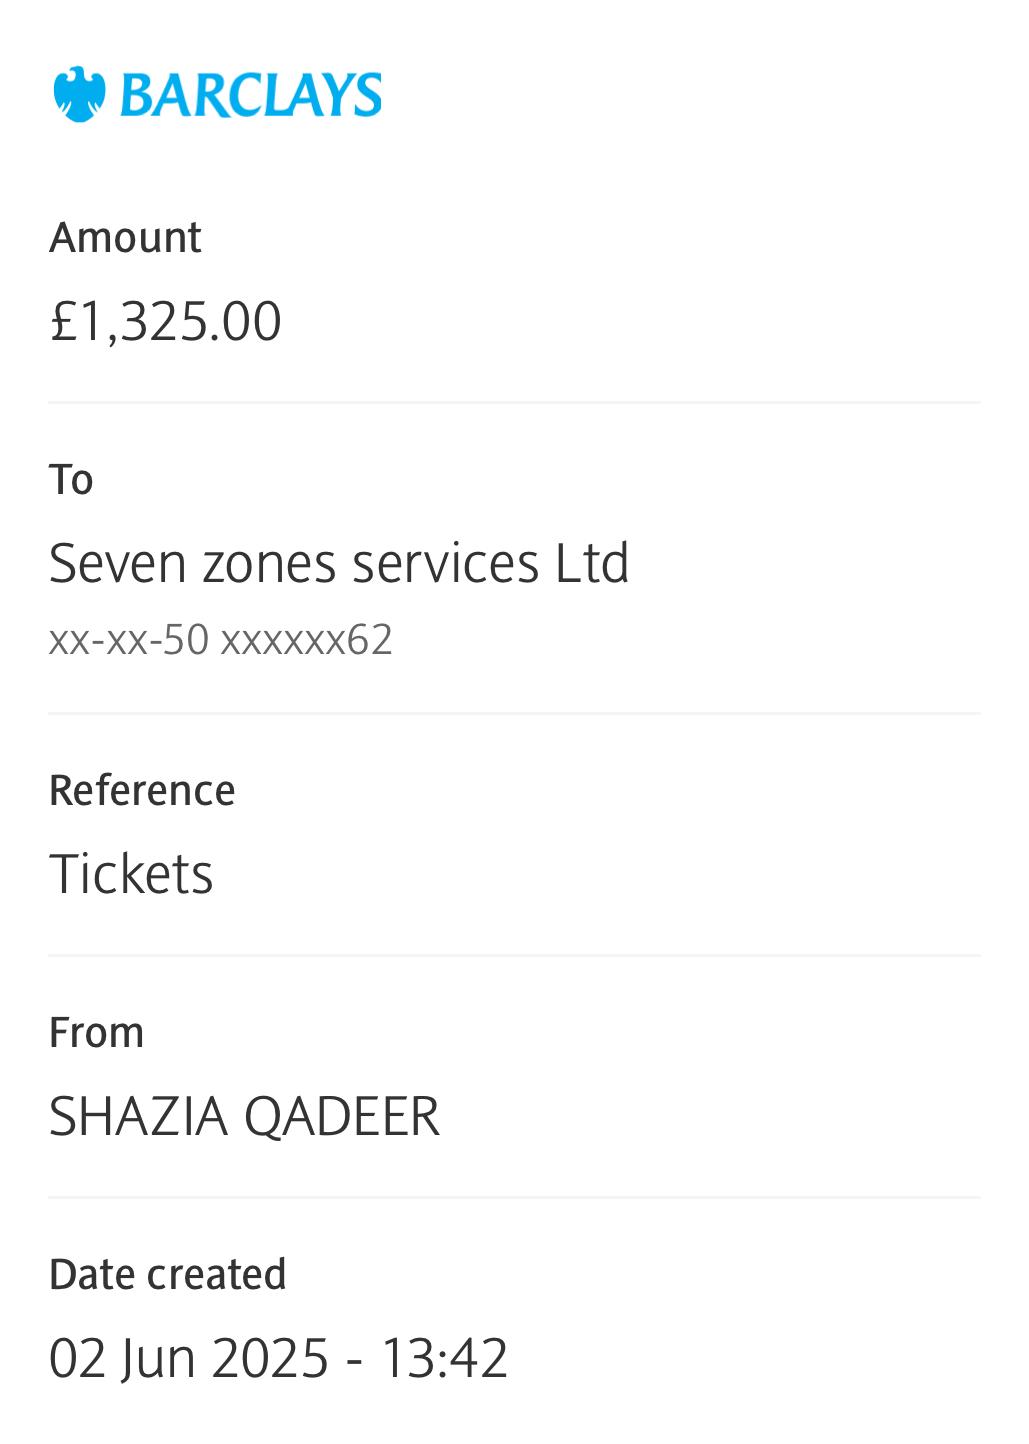 BARCLAYS
Amount
£1,325.00
To
Seven zones services Ltd
xx-xx-50 xxxxxx62
Reference
Tickets
From
SHAZIA QADEER
Date created
02 Jun 2025 - 13:42